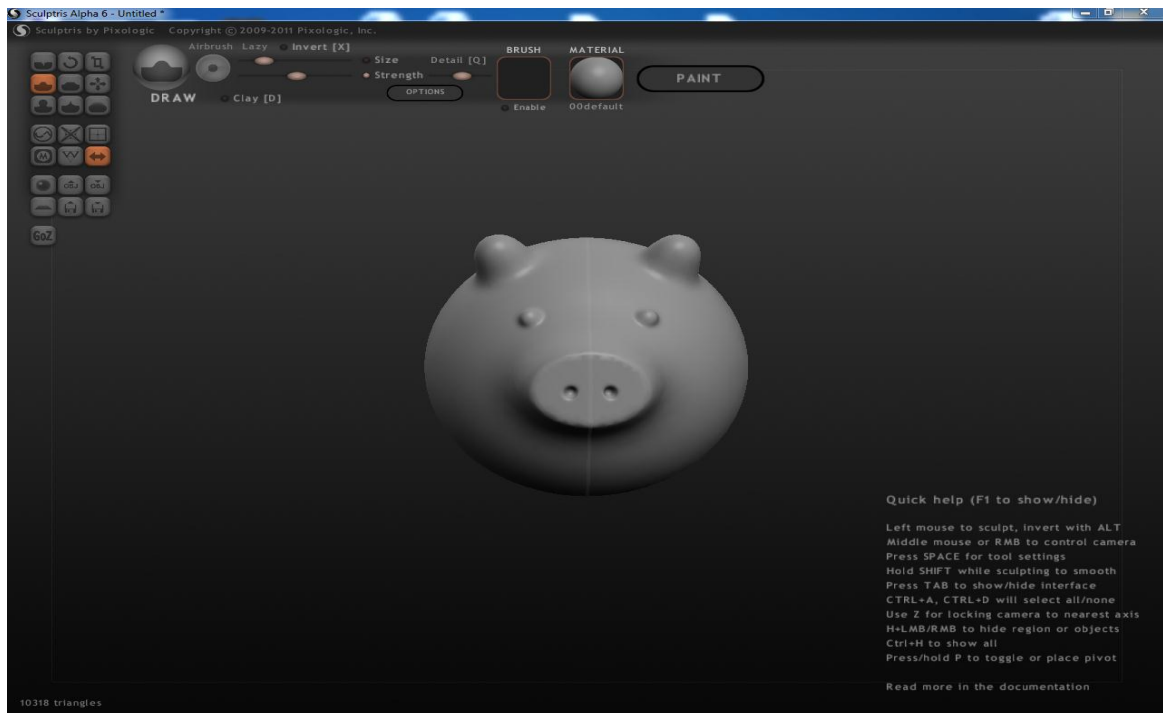 Sculptris Alpha 6 - Untitled *
Sculptris by Pixologic Copyright © 2009-2011 Pixologic, Inc.
Airbrush Lazy Invert [X]
Size Detail [Q]
Strength
OPTIONS
DRAW Clay [D]
BRUSH
Enable
MATERIAL
00default
PAINT
OBJ OBJ
GoZ
Quick help (F1 to show/hide)
Left mouse to sculpt, invert with ALT
Middle mouse or RMB to control camera
Press SPACE for tool settings
Hold SHIFT while sculpting to smooth
Press TAB to show/hide interface
CTRL+A, CTRL+D will select all/none
Use Z for locking camera to nearest axis
H+LMB/RMB to hide region or objects
Ctrl+H to show all
Press/hold P to toggle or place pivot
Read more in the documentation
10318 triangles